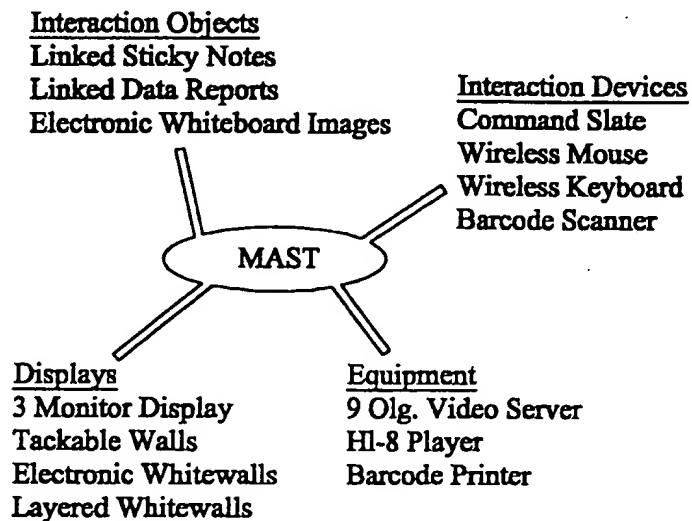 Interaction Objects
Linked Sticky Notes
Linked Data Reports
Electronic Whiteboard Images
Interaction Devices
Command Slate
Wireless Mouse
Wireless Keyboard
Barcode Scanner
MAST
Displays
3 Monitor Display
Tackable Walls
Electronic Whitewalls
Layered Whitewalls
Equipment
9 Olg. Video Server
Hl-8 Player
Barcode Printer